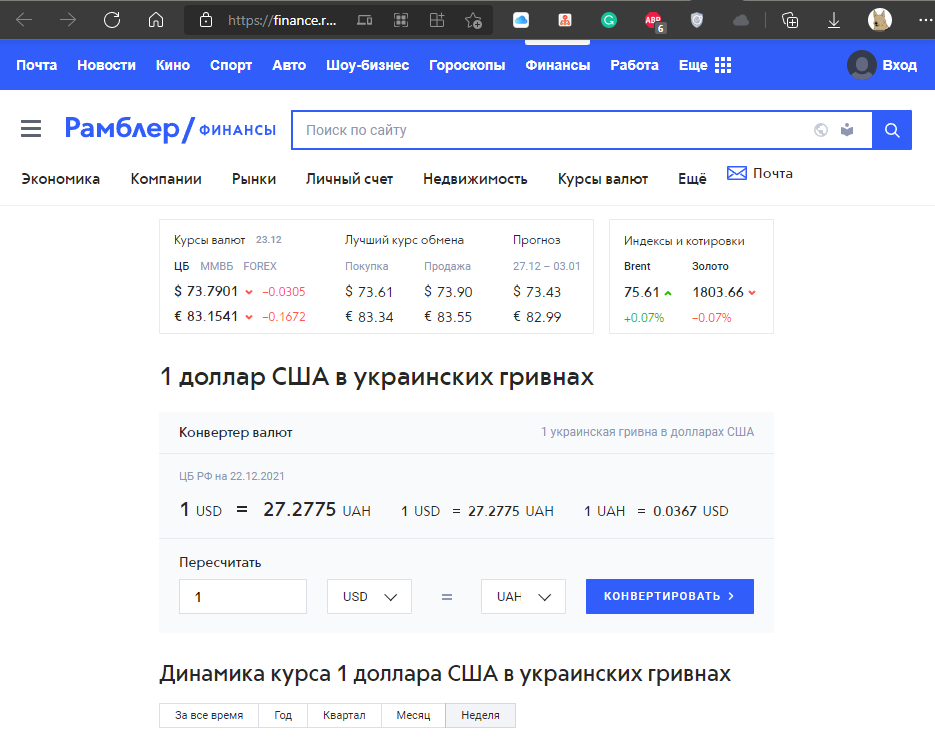 https://finance.r...
ABP 6
Почта Новости Кино Спорт Авто Шоу-бизнес Гороскопы Финансы Работа Еще Вход
Рамблер/ ФИНАНСЫ Поиск по сайту
Экономика Компании Рынки Личный счет Недвижимость Курсы валют Ещё Почта
Курсы валют 23.12 Лучший курс обмена Прогноз Индексы и котировки
ЦБ ММВБ FOREX Покупка Продажа 27.12 – 03.01 Brent Золото
$ 73.7901 −0.0305 $ 73.61 $ 73.90 $ 73.43 75.61 1803.66
€ 83.1541 −0.1672 € 83.34 € 83.55 € 82.99 +0.07% −0.07%
1 доллар США в украинских гривнах
Конвертер валют 1 украинская гривна в долларах США
ЦБ РФ на 22.12.2021
1 USD = 27.2775 UAH 1 USD = 27.2775 UAH 1 UAH = 0.0367 USD
Пересчитать
1 USD = UAH КОНВЕРТИРОВАТЬ
Динамика курса 1 доллара США в украинских гривнах
За все время Год Квартал Месяц Неделя